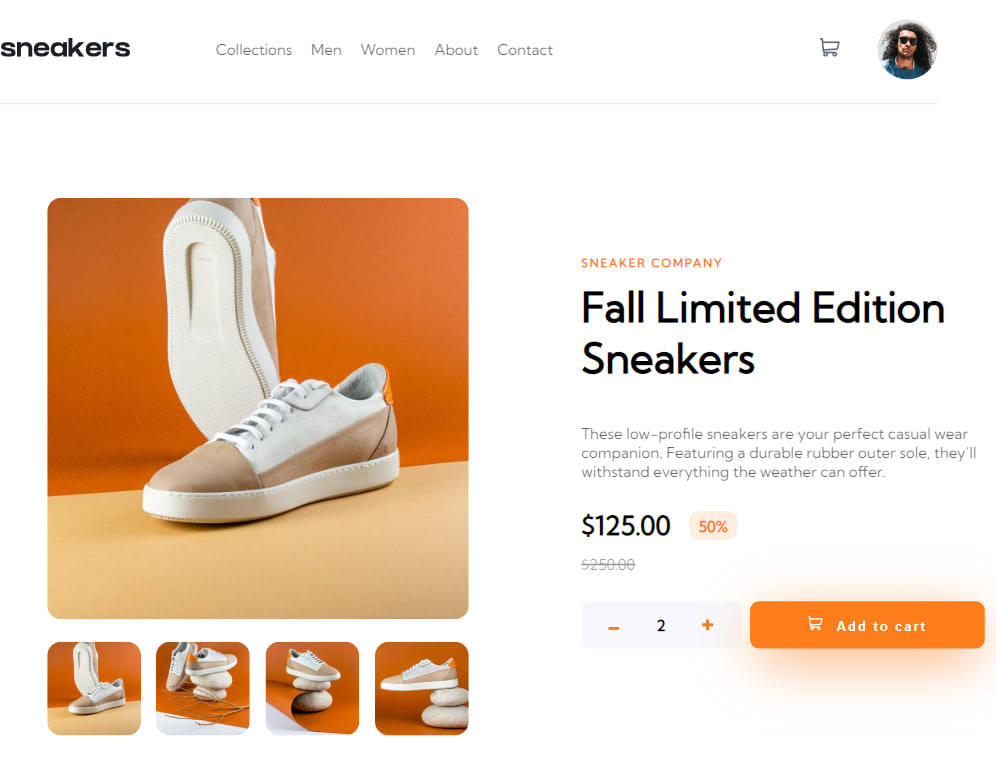 sneakers
Collections Men Women About Contact
SNEAKER COMPANY
Fall Limited Edition
Sneakers
These low-profile sneakers are your perfect casual wear
companion. Featuring a durable rubber outer sole, they'll
withstand everything the weather can offer.
$125.00 50%
$250.00
– 2 + Add to cart